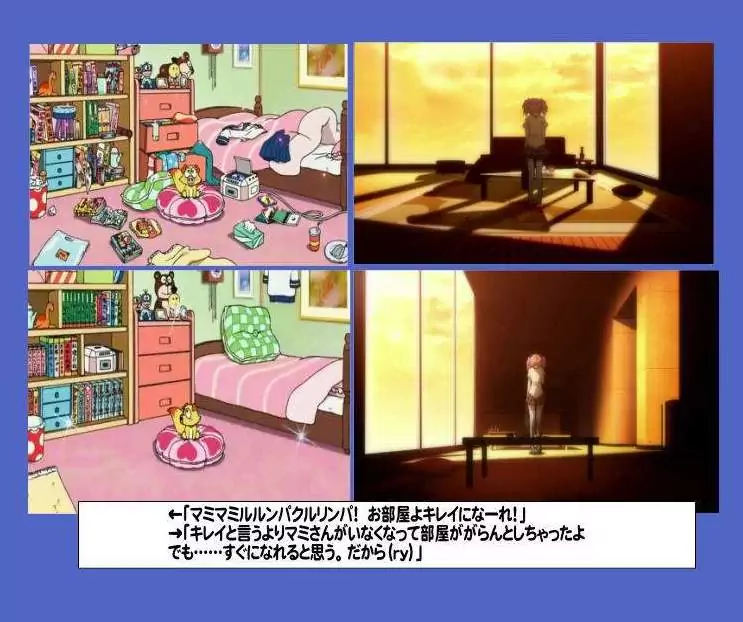 ←「マミマミルルンパクルリンパ! お部屋よキレイになーれ!」
→「キレイと言うよりマミさんがいなくなって部屋ががらんとしちゃったよ
でも……すぐになれると思う。だから(ry)」